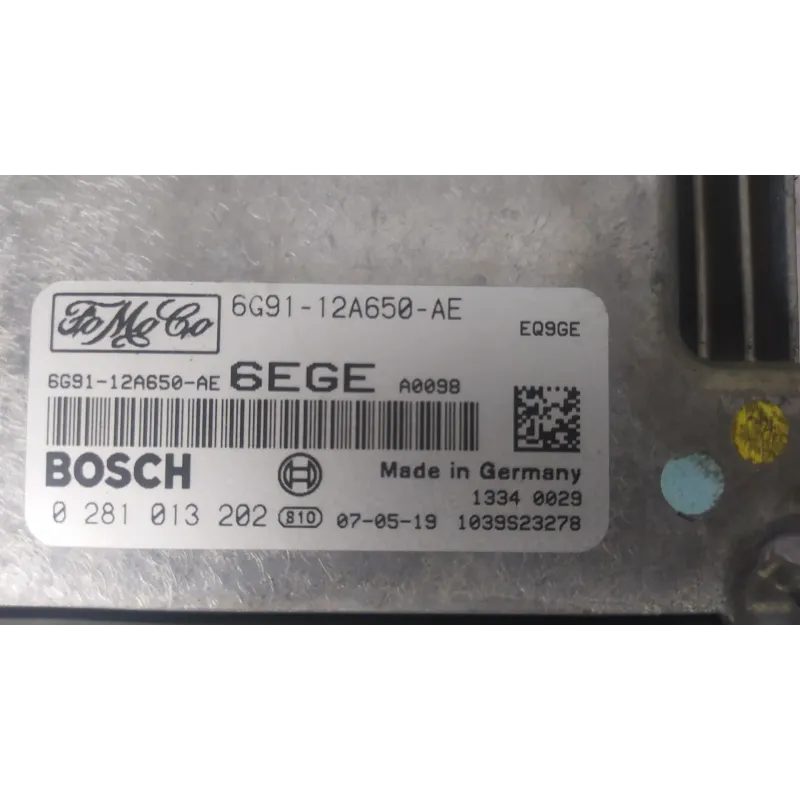 FoMoCo 6G91-12A650-AE
EQ9GE
6G91-12A650-AE 6EGE A0098
BOSCH Made in Germany
1334 0029
0 281 013 202 S10 07-05-19 1039S23278